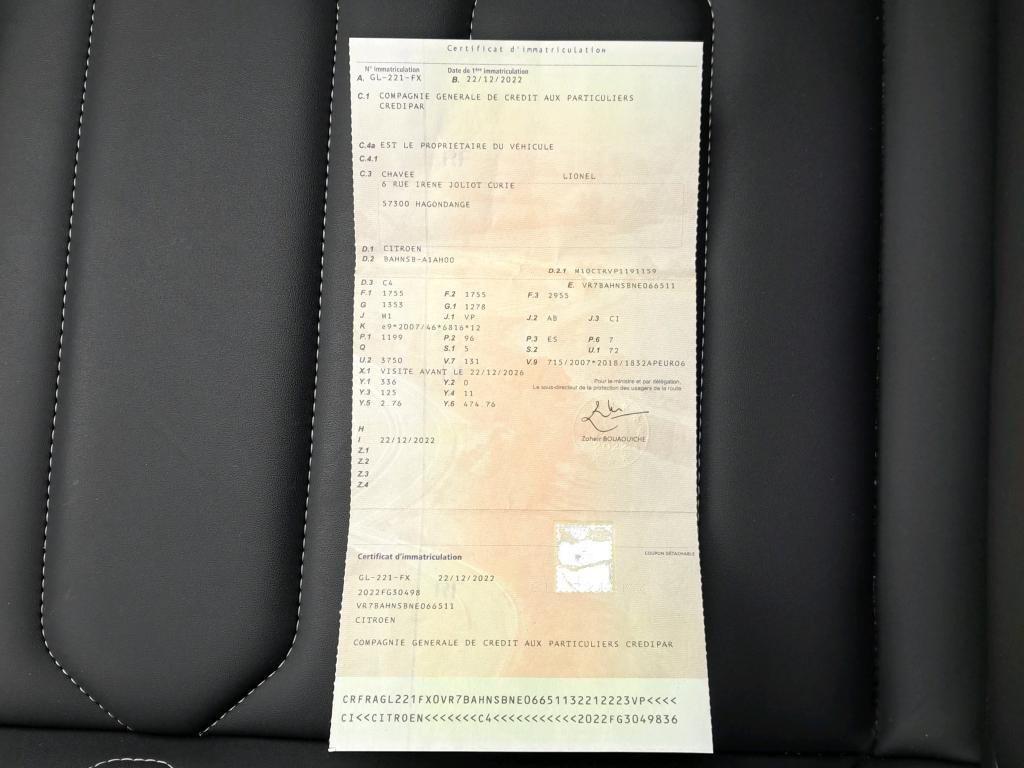 Certificat d'immatriculation
N° immatriculation Date de 1ère immatriculation
A. GL-221-FX B. 22/12/2022
C.1 COMPAGNIE GENERALE DE CREDIT AUX PARTICULIERS
CREDIPAR
C.4a EST LE PROPRIÉTAIRE DU VÉHICULE
C.4.1
C.3 CHAVEE LIONEL
6 RUE IRENE JOLIOT CURIE
57300 HAGONDANGE
D.1 CITROEN
D.2 BAHNSB-A1AH00
D.2.1 M10CTRVP1191159
D.3 C4 E. VR7BAHNSBNE066511
F.1 1755 F.2 1755 F.3 2955
G 1353 G.1 1278
J M1 J.1 VP J.2 AB J.3 CI
K e9*2007/46*6816*12
P.1 1199 P.2 96 P.3 ES P.6 7
Q S.1 5 S.2 U.1 72
U.2 3750 V.7 131 V.9 715/2007*2018/1832APEURO6
X.1 VISITE AVANT LE 22/12/2026
Y.1 336 Y.2 0
Y.3 125 Y.4 11
Y.5 2.76 Y.6 474.76
Pour le ministre et par délégation,
Le sous-directeur de la protection des usagers de la route
Zoheir BOUAOUICHE
H
I 22/12/2022
Z.1
Z.2
Z.3
Z.4
Certificat d'immatriculation COUPON DÉTACHABLE
GL-221-FX 22/12/2022
2022FG30498
VR7BAHNSBNE066511
CITROEN
COMPAGNIE GENERALE DE CREDIT AUX PARTICULIERS CREDIPAR
CRFRAGL221FX0VR7BAHNSBNE06651132212223VP<<<<
CI<<CITROEN<<<<<<<C4<<<<<<<<<<<2022FG3049836